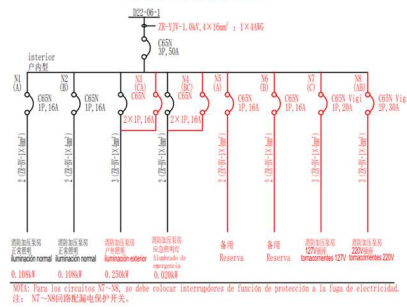 D22-06-1
ZR-YJV-1.0kV,4×16mm² ; 1×4AWG
C65N
3P,50A
interior
户内型
N1
(A)
C65N
1P,16A
N2
(B)
C65N
1P,16A
N3
(CA)
C65N
2×1P,16A
N4
(BC)
C65N
2×1P,16A
N5
(A)
C65N
1P,16A
N6
(B)
C65N
1P,16A
N7
(C)
C65N Vigi
1P,20A
N8
(AB)
C65N Vigi
2P,30A
消防加压泵房
正常照明
iluminación normal
0.108kW
消防加压泵房
正常照明
iluminación normal
0.108kW
消防加压泵房
户外照明
iluminación exterior
0.250kW
消防加压泵房
应急照明
Alumbrado de
emergencia
0.020kW
备用
Reserva
备用
Reserva
消防加压泵房
127V插座
tomacorrientes 127V
消防加压泵房
220V插座
tomacorrientes 220V
NOTA: Para los circuitos N7~N8, se debe colocar interruptores de función de protección a la fuga de electricidad.
注: N7~N8回路配漏电保护开关。